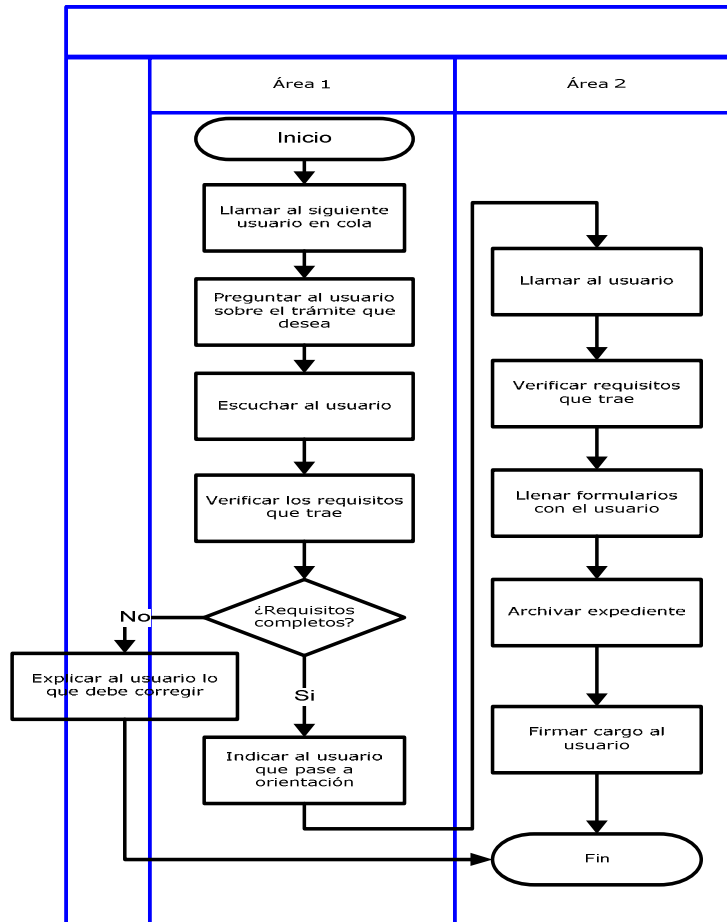 Área 1
Área 2
Inicio
Llamar al siguiente
usuario en cola
Preguntar al usuario
sobre el trámite que
desea
Escuchar al usuario
Verificar los requisitos
que trae
¿Requisitos
completos?
No
Explicar al usuario lo
que debe corregir
Si
Indicar al usuario
que pase a
orientación
Llamar al usuario
Verificar requisitos
que trae
Llenar formularios
con el usuario
Archivar expediente
Firmar cargo al
usuario
Fin